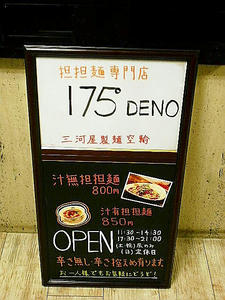 担担麺専門店
175°DENO
三河屋製麺空輸
汁無担担麺
800円
汁有担担麺
850円
OPEN
11:30-14:30
17:30-21:00
(土・祝)昼のみ
(日)定休日
辛さ無し・辛さ控えめ有ります
お一人様でもお気軽にどうぞ!